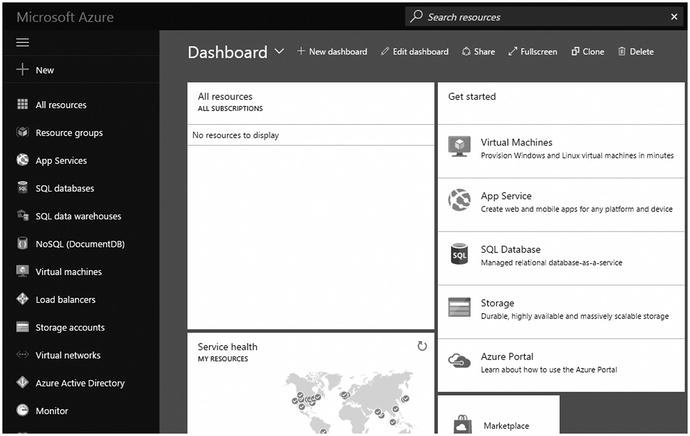 Microsoft Azure
Search resources
Dashboard
New dashboard
Edit dashboard
Share
Fullscreen
Clone
Delete
New
All resources
Resource groups
App Services
SQL databases
SQL data warehouses
NoSQL (DocumentDB)
Virtual machines
Load balancers
Storage accounts
Virtual networks
Azure Active Directory
Monitor
All resources
ALL SUBSCRIPTIONS
No resources to display
Service health
MY RESOURCES
Get started
Virtual Machines
Provision Windows and Linux virtual machines in minutes
App Service
Create web and mobile apps for any platform and device
SQL
SQL Database
Managed relational database-as-a-service
Storage
Durable, highly available and massively scalable storage
Azure Portal
Learn about how to use the Azure Portal
Marketplace